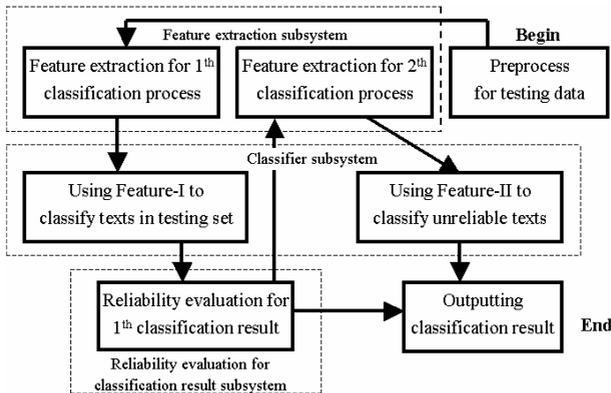 Feature extraction subsystem
Begin
Feature extraction for 1th
classification process
Feature extraction for 2th
classification process
Preprocess
for testing data
Classifier subsystem
Using Feature-I to
classify texts in testing set
Using Feature-II to
classify unreliable texts
Reliability evaluation for
1th classification result
Outputting
classification result
End
Reliability evaluation for
classification result subsystem